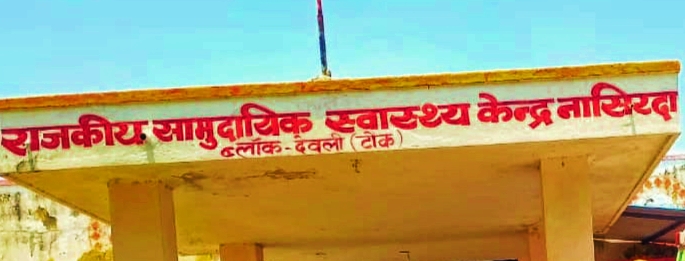 राजकीय सामुदायिक स्वास्थ्य केन्द्र नासिरदा
ब्लॉक - देवली (टोंक)